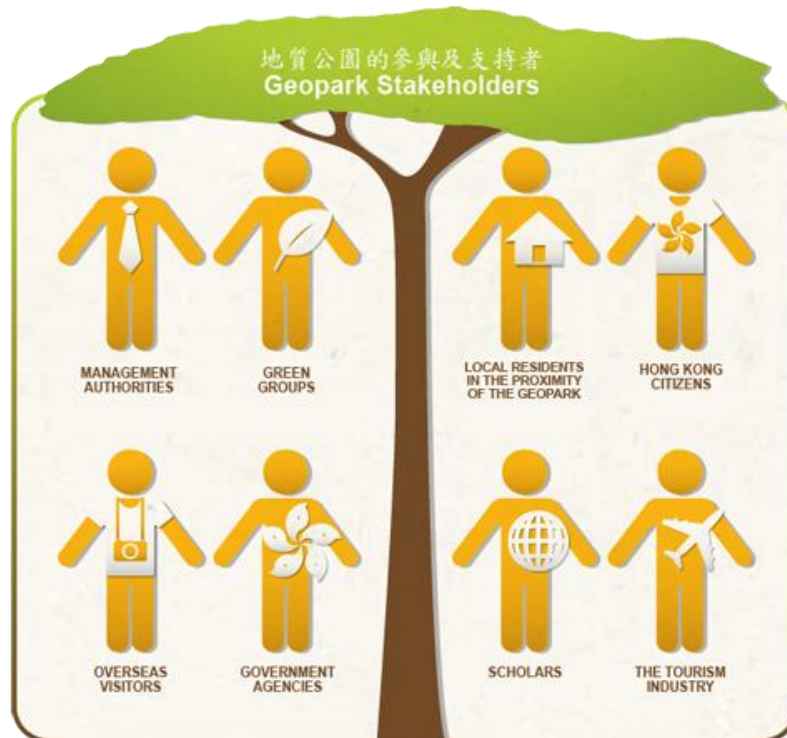 地質公園的參與及支持者
Geopark Stakeholders
MANAGEMENT
AUTHORITIES
GREEN
GROUPS
LOCAL RESIDENTS
IN THE PROXIMITY
OF THE GEOPARK
HONG KONG
CITIZENS
OVERSEAS
VISITORS
GOVERNMENT
AGENCIES
SCHOLARS
THE TOURISM
INDUSTRY